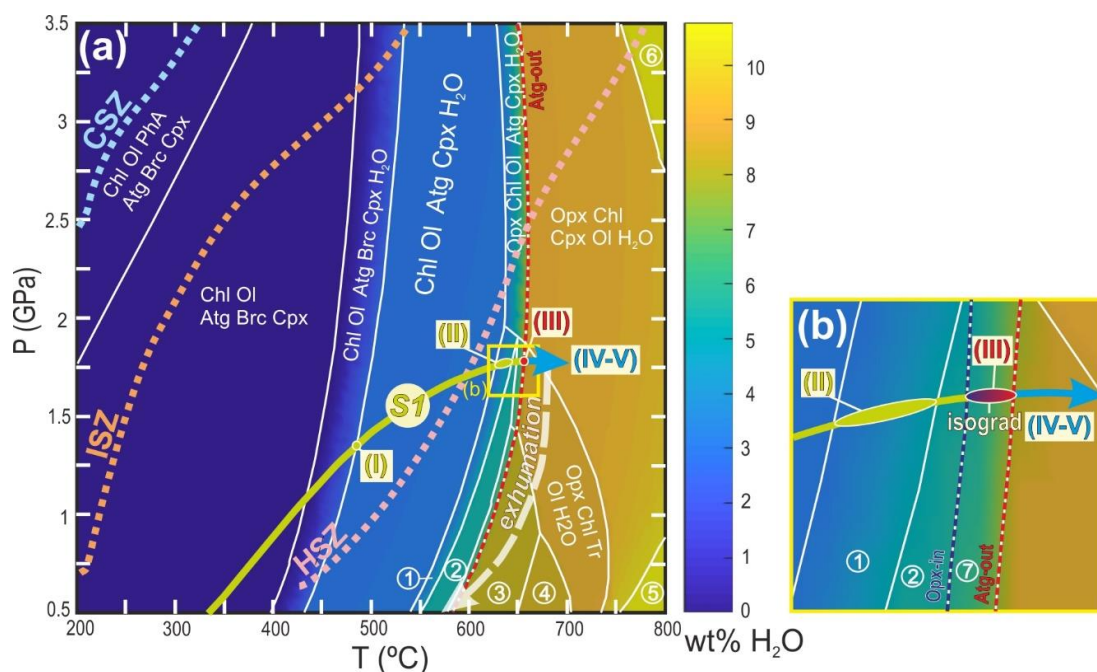 (a)
CSZ
Chl Ol PhA
Atg Brc Cpx
ISZ
Chl Ol
Atg Brc Cpx
Chl Ol Atg Brc Cpx H₂O
Chl Ol Atg Cpx H₂O
Opx Chl Ol Atg Cpx H₂O
Atg-out
⑥
Opx Chl
Cpx Ol H₂O
(II)
(III)
(IV-V)
(b)
S1
(I)
HSZ
exhumation
Opx Chl Tr
Ol H2O
①
②
③
④
⑤
3.5
3
2.5
2
1.5
1
0.5
P (GPa)
200
300
400
500
600
700
800
T (ºC)
10
9
8
7
6
5
4
3
2
1
0
wt% H₂O
(b)
(II)
(III)
isograd
(IV-V)
①
②
Opx-in
⑦
Atg-out